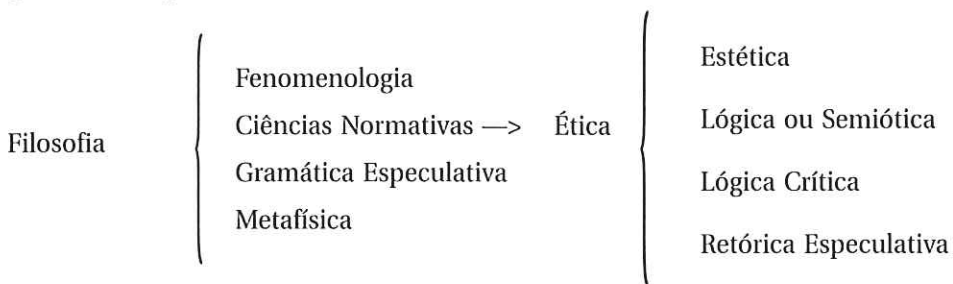 Filosofia
Fenomenologia
Ciências Normativas —> Ética
Gramática Especulativa
Metafísica
Estética
Lógica ou Semiótica
Lógica Crítica
Retórica Especulativa